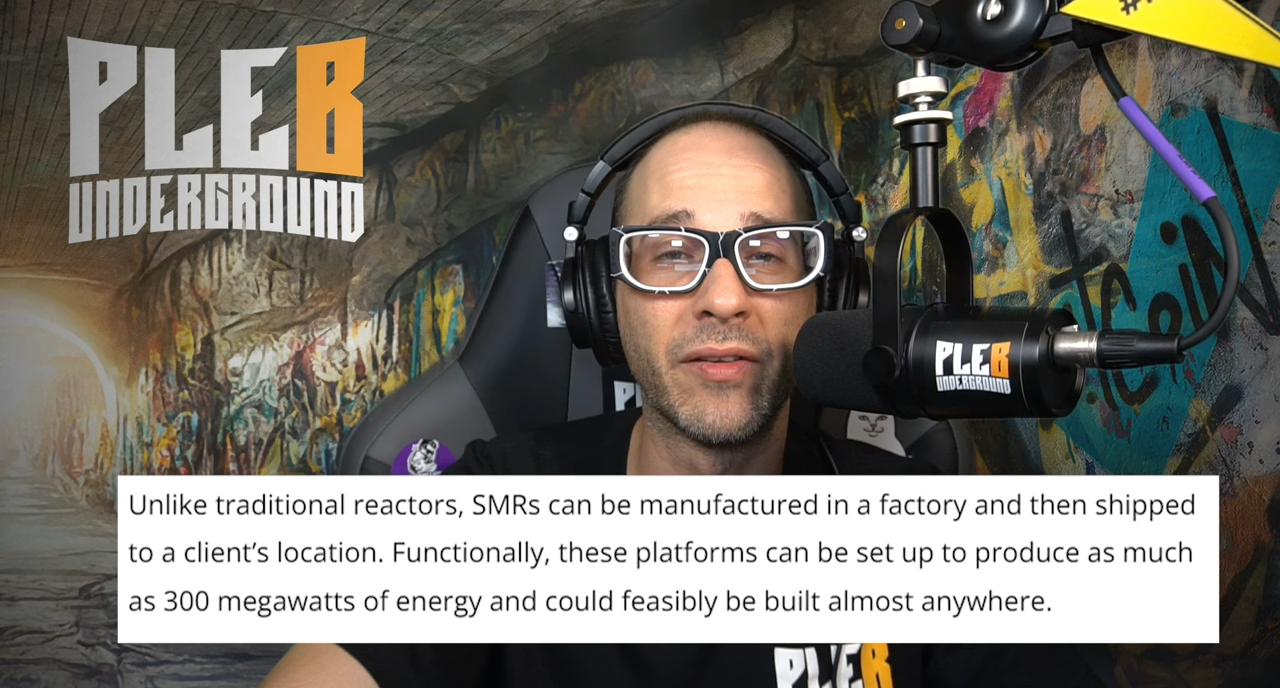 PLEB
UNDERGROUND
PLEB
UNDERGROUND
Unlike traditional reactors, SMRs can be manufactured in a factory and then shipped
to a client’s location. Functionally, these platforms can be set up to produce as much
as 300 megawatts of energy and could feasibly be built almost anywhere.
PLEB